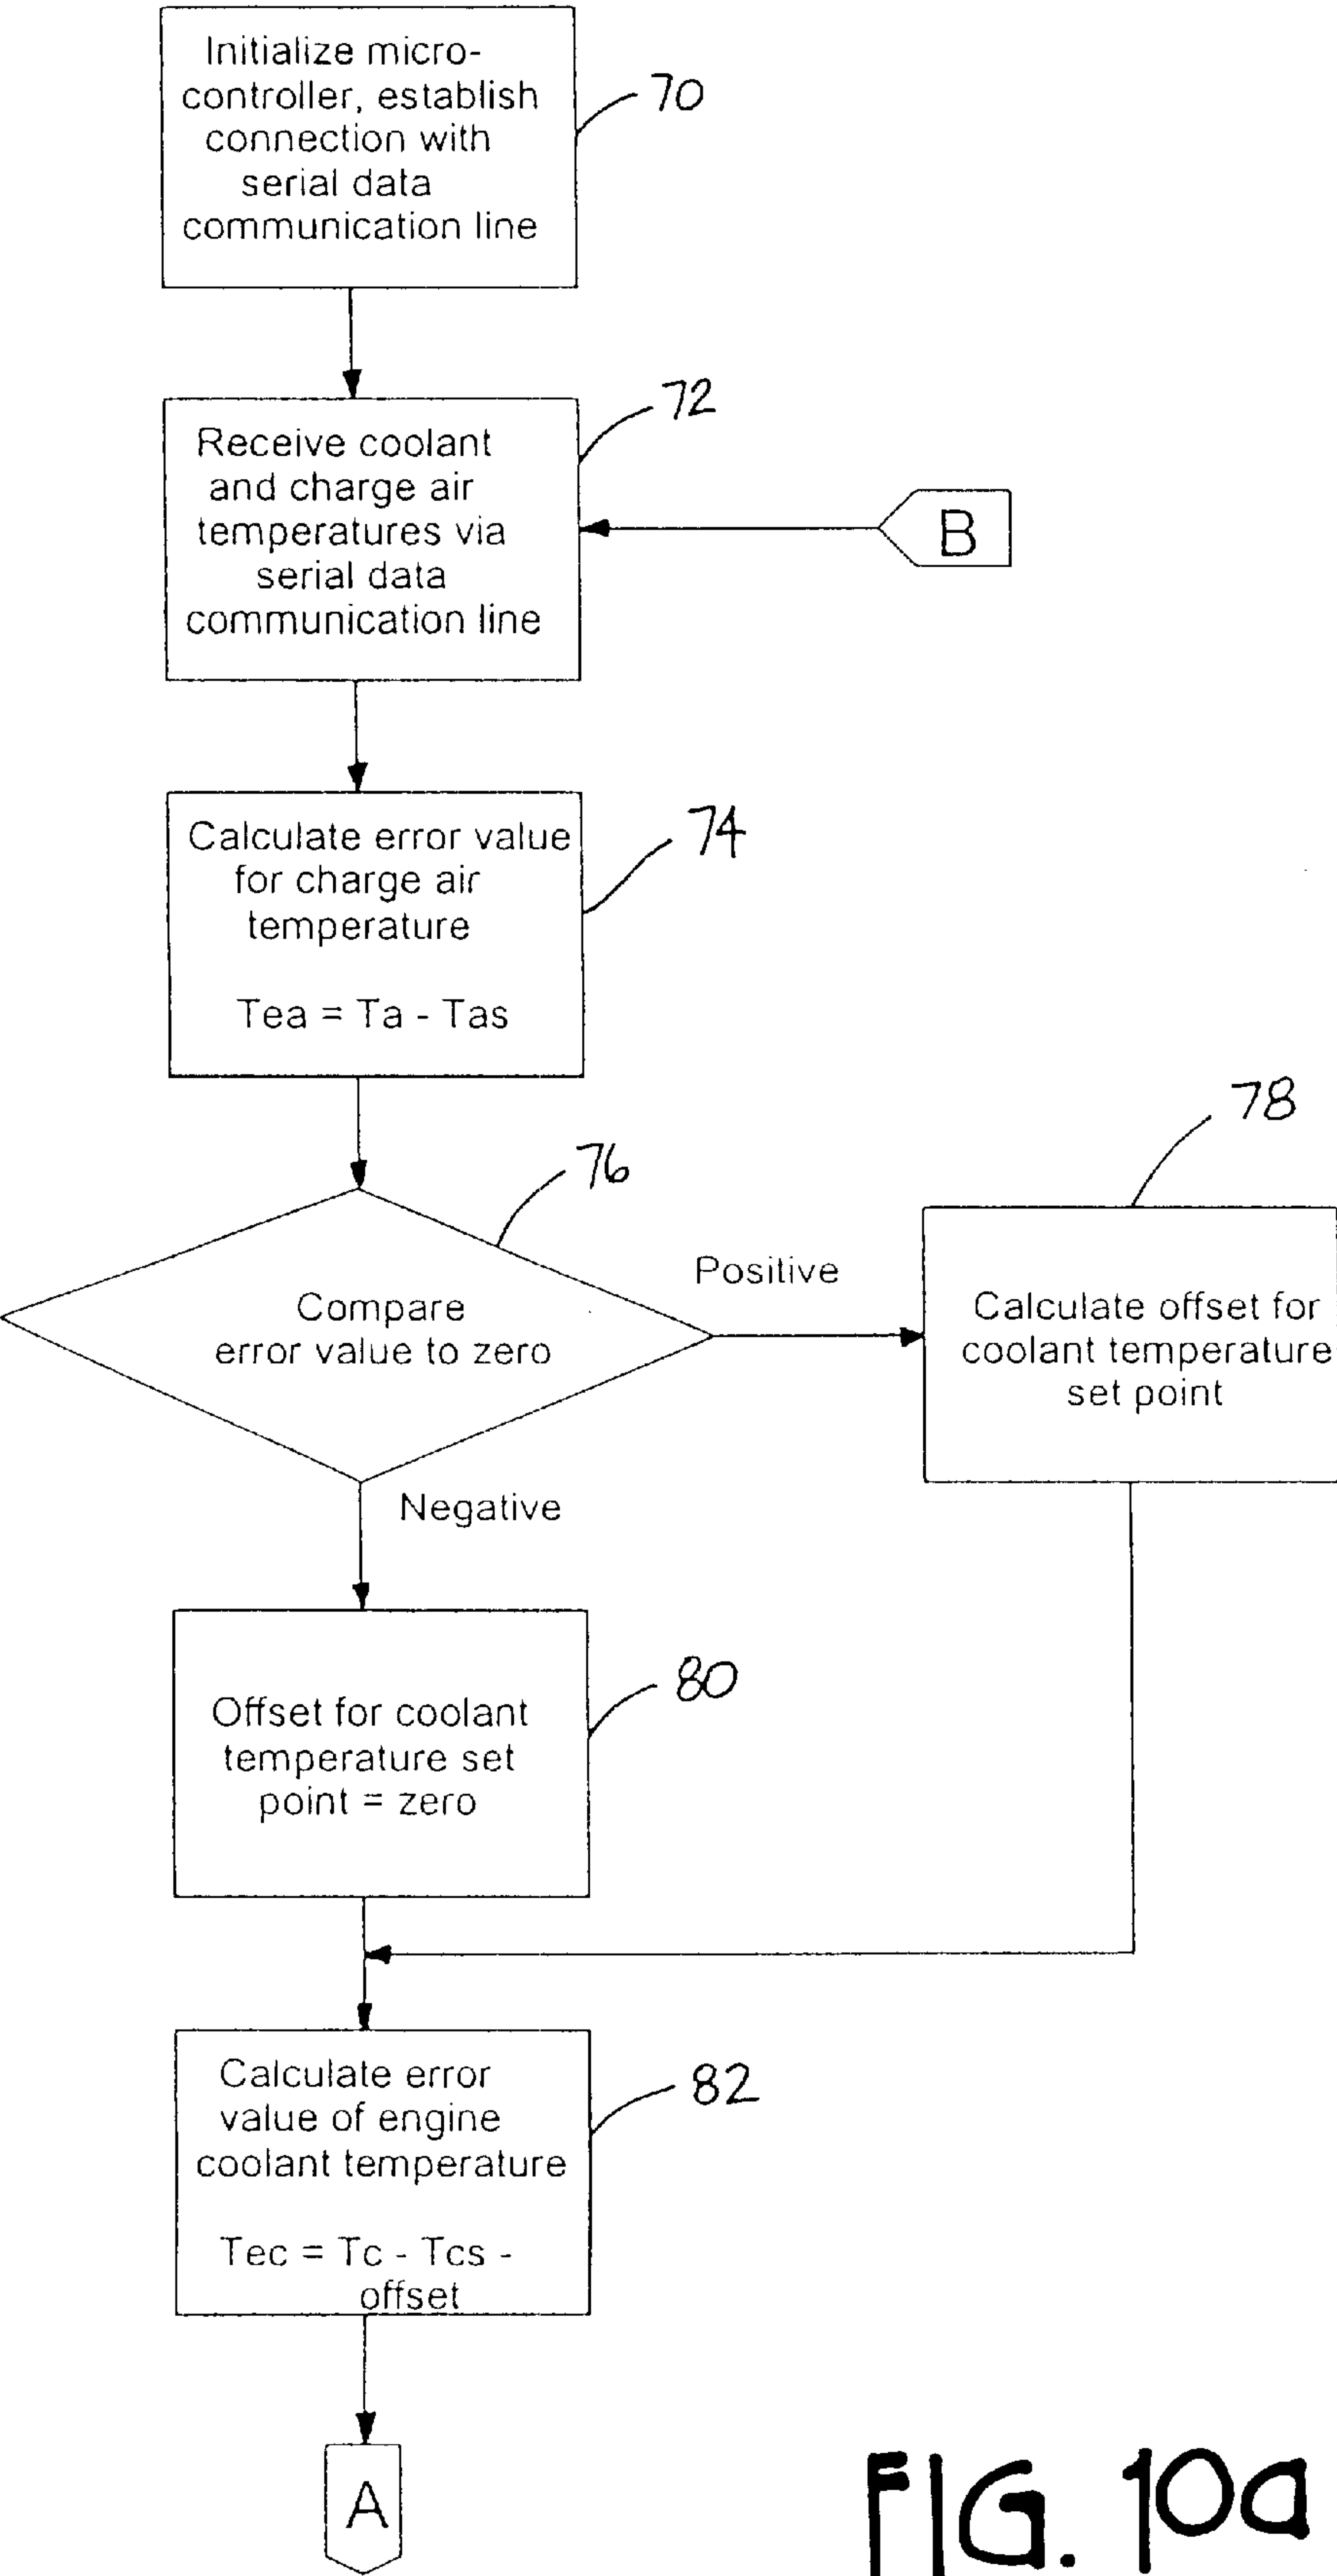 Initialize micro-
controller, establish
connection with
serial data
communication line
70
Receive coolant
and charge air
temperatures via
serial data
communication line
72
B
Calculate error value
for charge air
temperature
Tea = Ta - Tas
74
76
Compare
error value to zero
Positive
78
Calculate offset for
coolant temperature
set point
Negative
Offset for coolant
temperature set
point = zero
80
Calculate error
value of engine
coolant temperature
Tec = Tc - Tcs -
offset
82
A
FIG. 10a